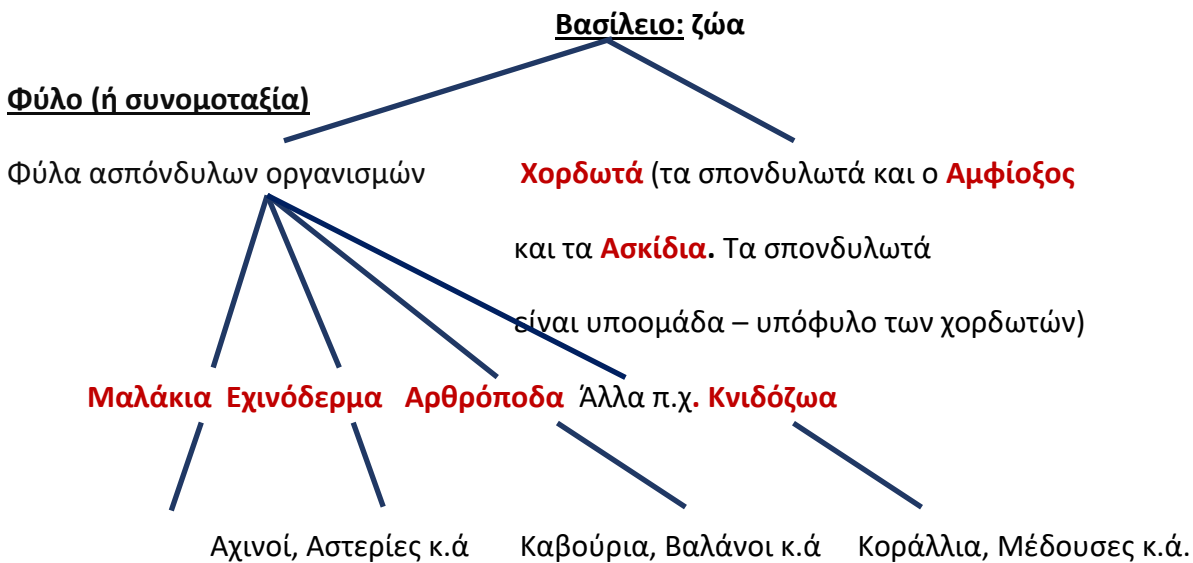 Βασίλειο: ζώα
Φύλο (ή συνομοταξία)
Φύλα ασπόνδυλων οργανισμών Χορδωτά (τα σπονδυλωτά και ο Αμφίοξος
και τα Ασκίδια. Τα σπονδυλωτά
είναι υποομάδα – υπόφυλο των χορδωτών)
Μαλάκια Εχινόδερμα Αρθρόποδα Άλλα π.χ. Κνιδόζωα
Αχινοί, Αστερίες κ.ά Καβούρια, Βαλάνοι κ.ά Κοράλλια, Μέδουσες κ.ά.